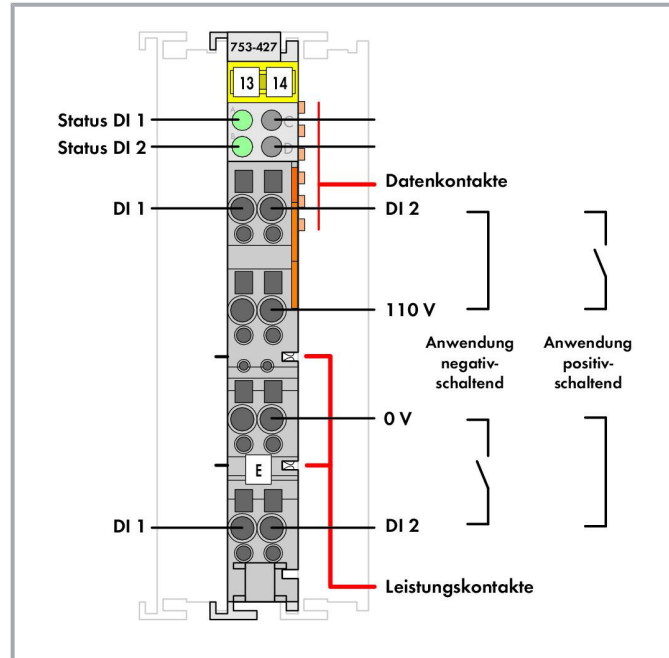 753-427
13 14
A
C
Status DI 1
B
D
Status DI 2
Datenkontakte
DI 1
DI 2
110 V
Anwendung
negativ-
schaltend
Anwendung
positiv-
schaltend
0 V
E
DI 1
DI 2
Leistungskontakte